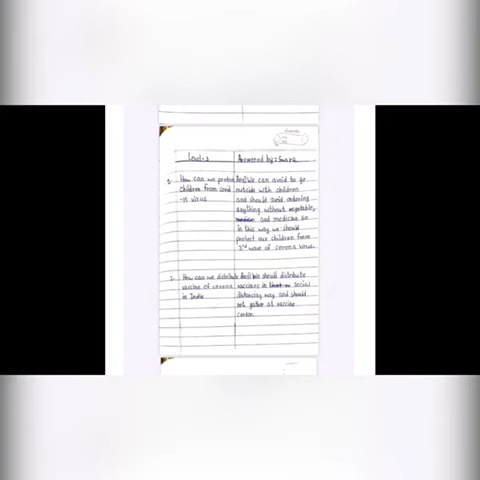 Level-2
Answered by : Swara
1. How can we protect
children from covid
-19 virus
Ans) We can avoid to go
outside with children
and should avoid ordering
anything without vegetable,
and medicine so
in this way we should
protect our children from
3rd wave of corona virus.
2. How can we distribute
vaccine of corona
in India
Ans) We should distribute
vaccines in social
distancing way and should
not gather at vaccine
center.